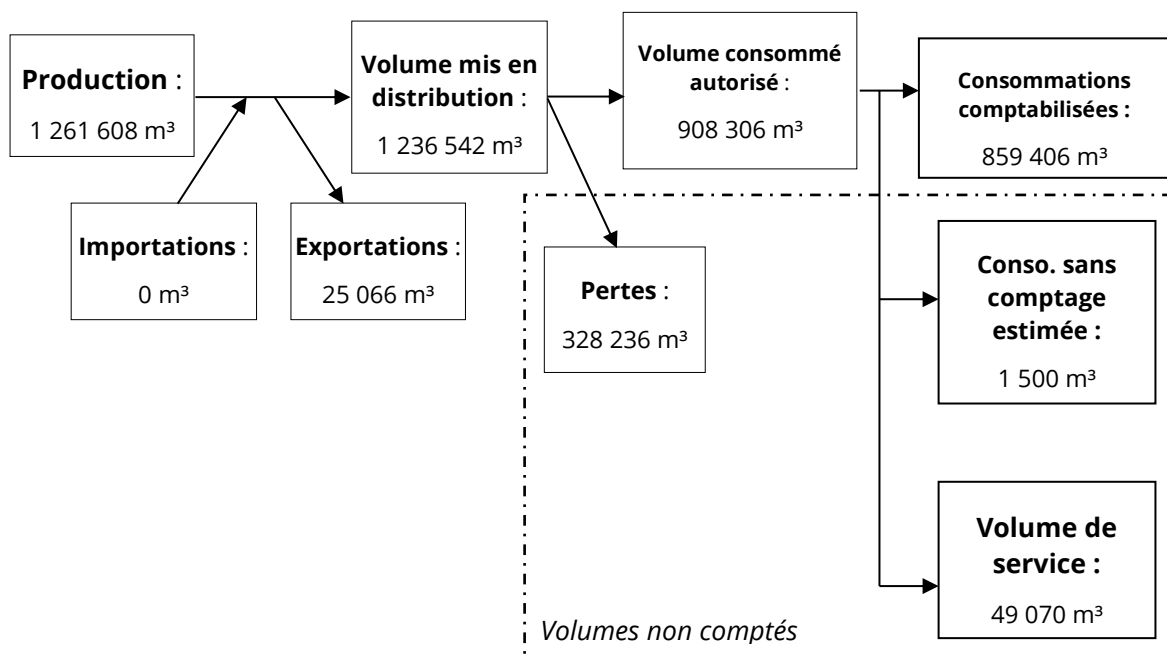 Production :
1 261 608 m³
Volume mis en
distribution :
1 236 542 m³
Volume consommé
autorisé :
908 306 m³
Consommations
comptabilisées :
859 406 m³
Importations :
0 m³
Exportations :
25 066 m³
Pertes :
328 236 m³
Conso. sans
comptage
estimée :
1 500 m³
Volume de
service :
49 070 m³
Volumes non comptés